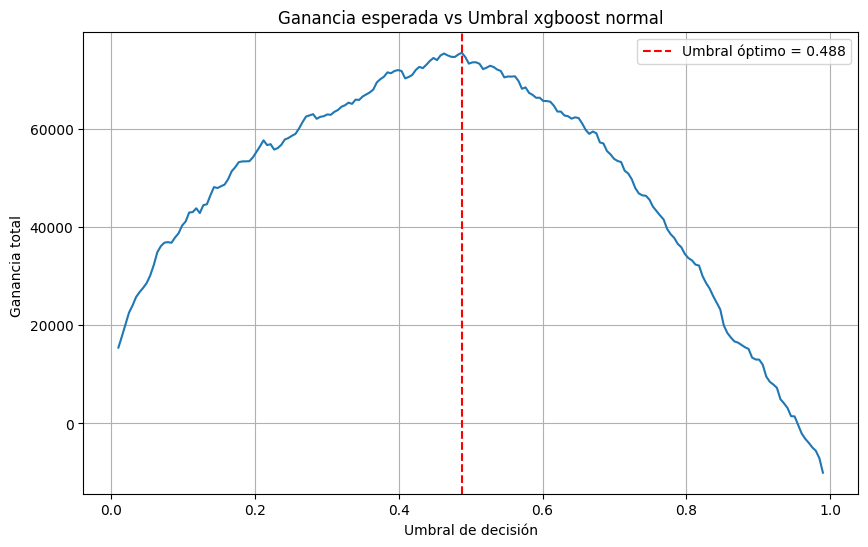 Ganancia esperada vs Umbral xgboost normal
Umbral óptimo = 0.488
Ganancia total
60000
40000
20000
0
0.0 0.2 0.4 0.6 0.8 1.0
Umbral de decisión